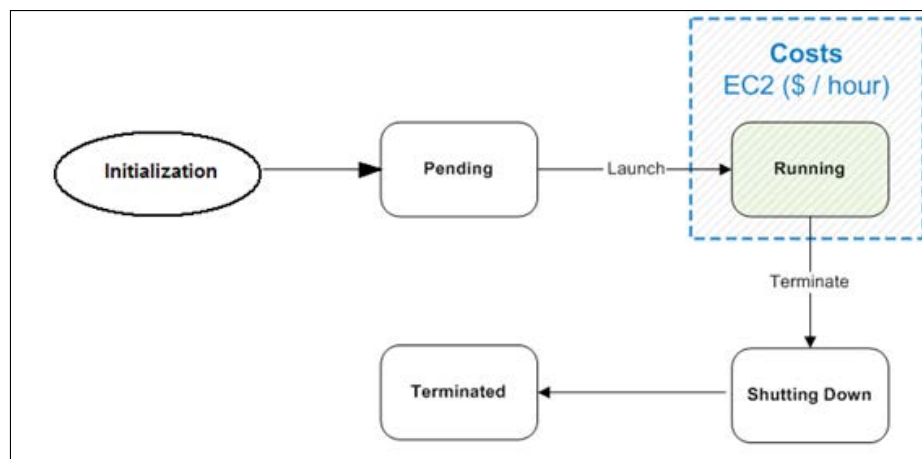 Costs
EC2 ($ / hour)
Initialization
Pending
Launch
Running
Terminate
Terminated
Shutting Down